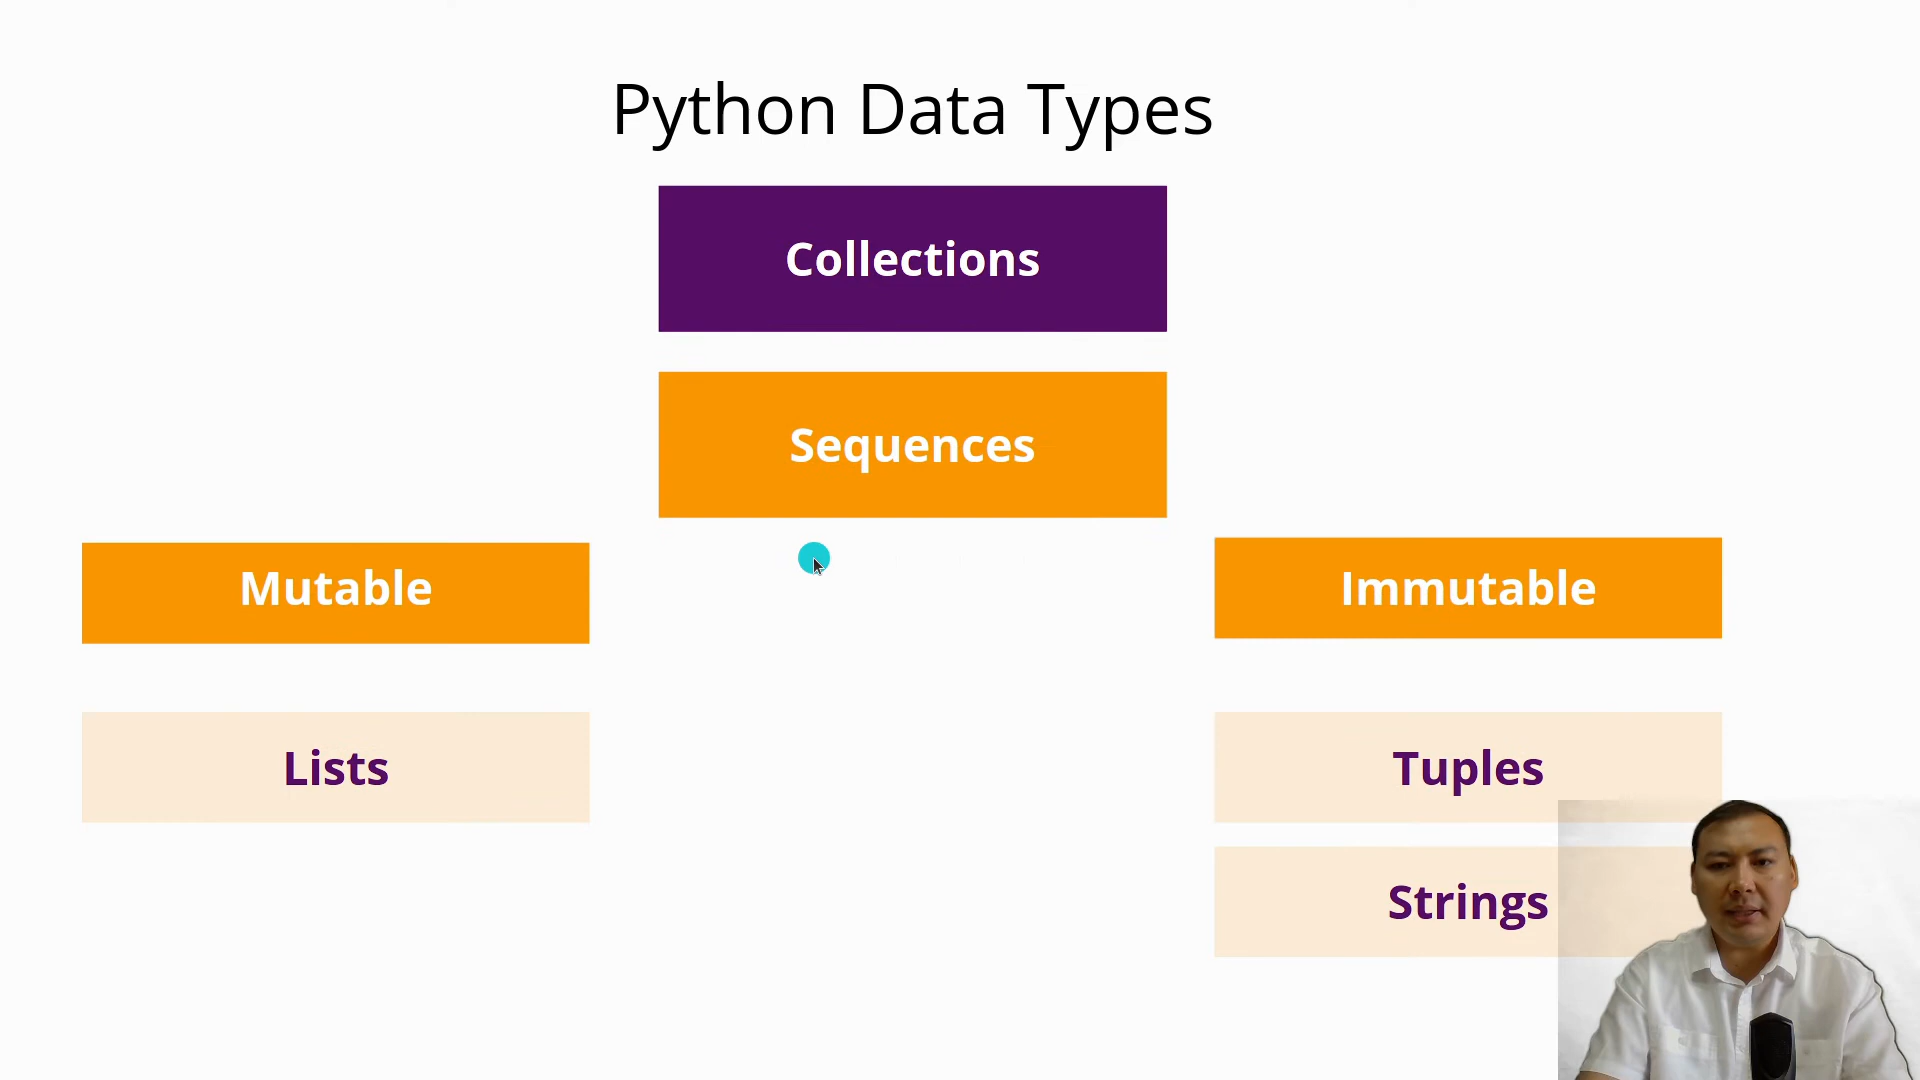 Python Data Types
Collections
Sequences
Mutable
Immutable
Lists
Tuples
Strings